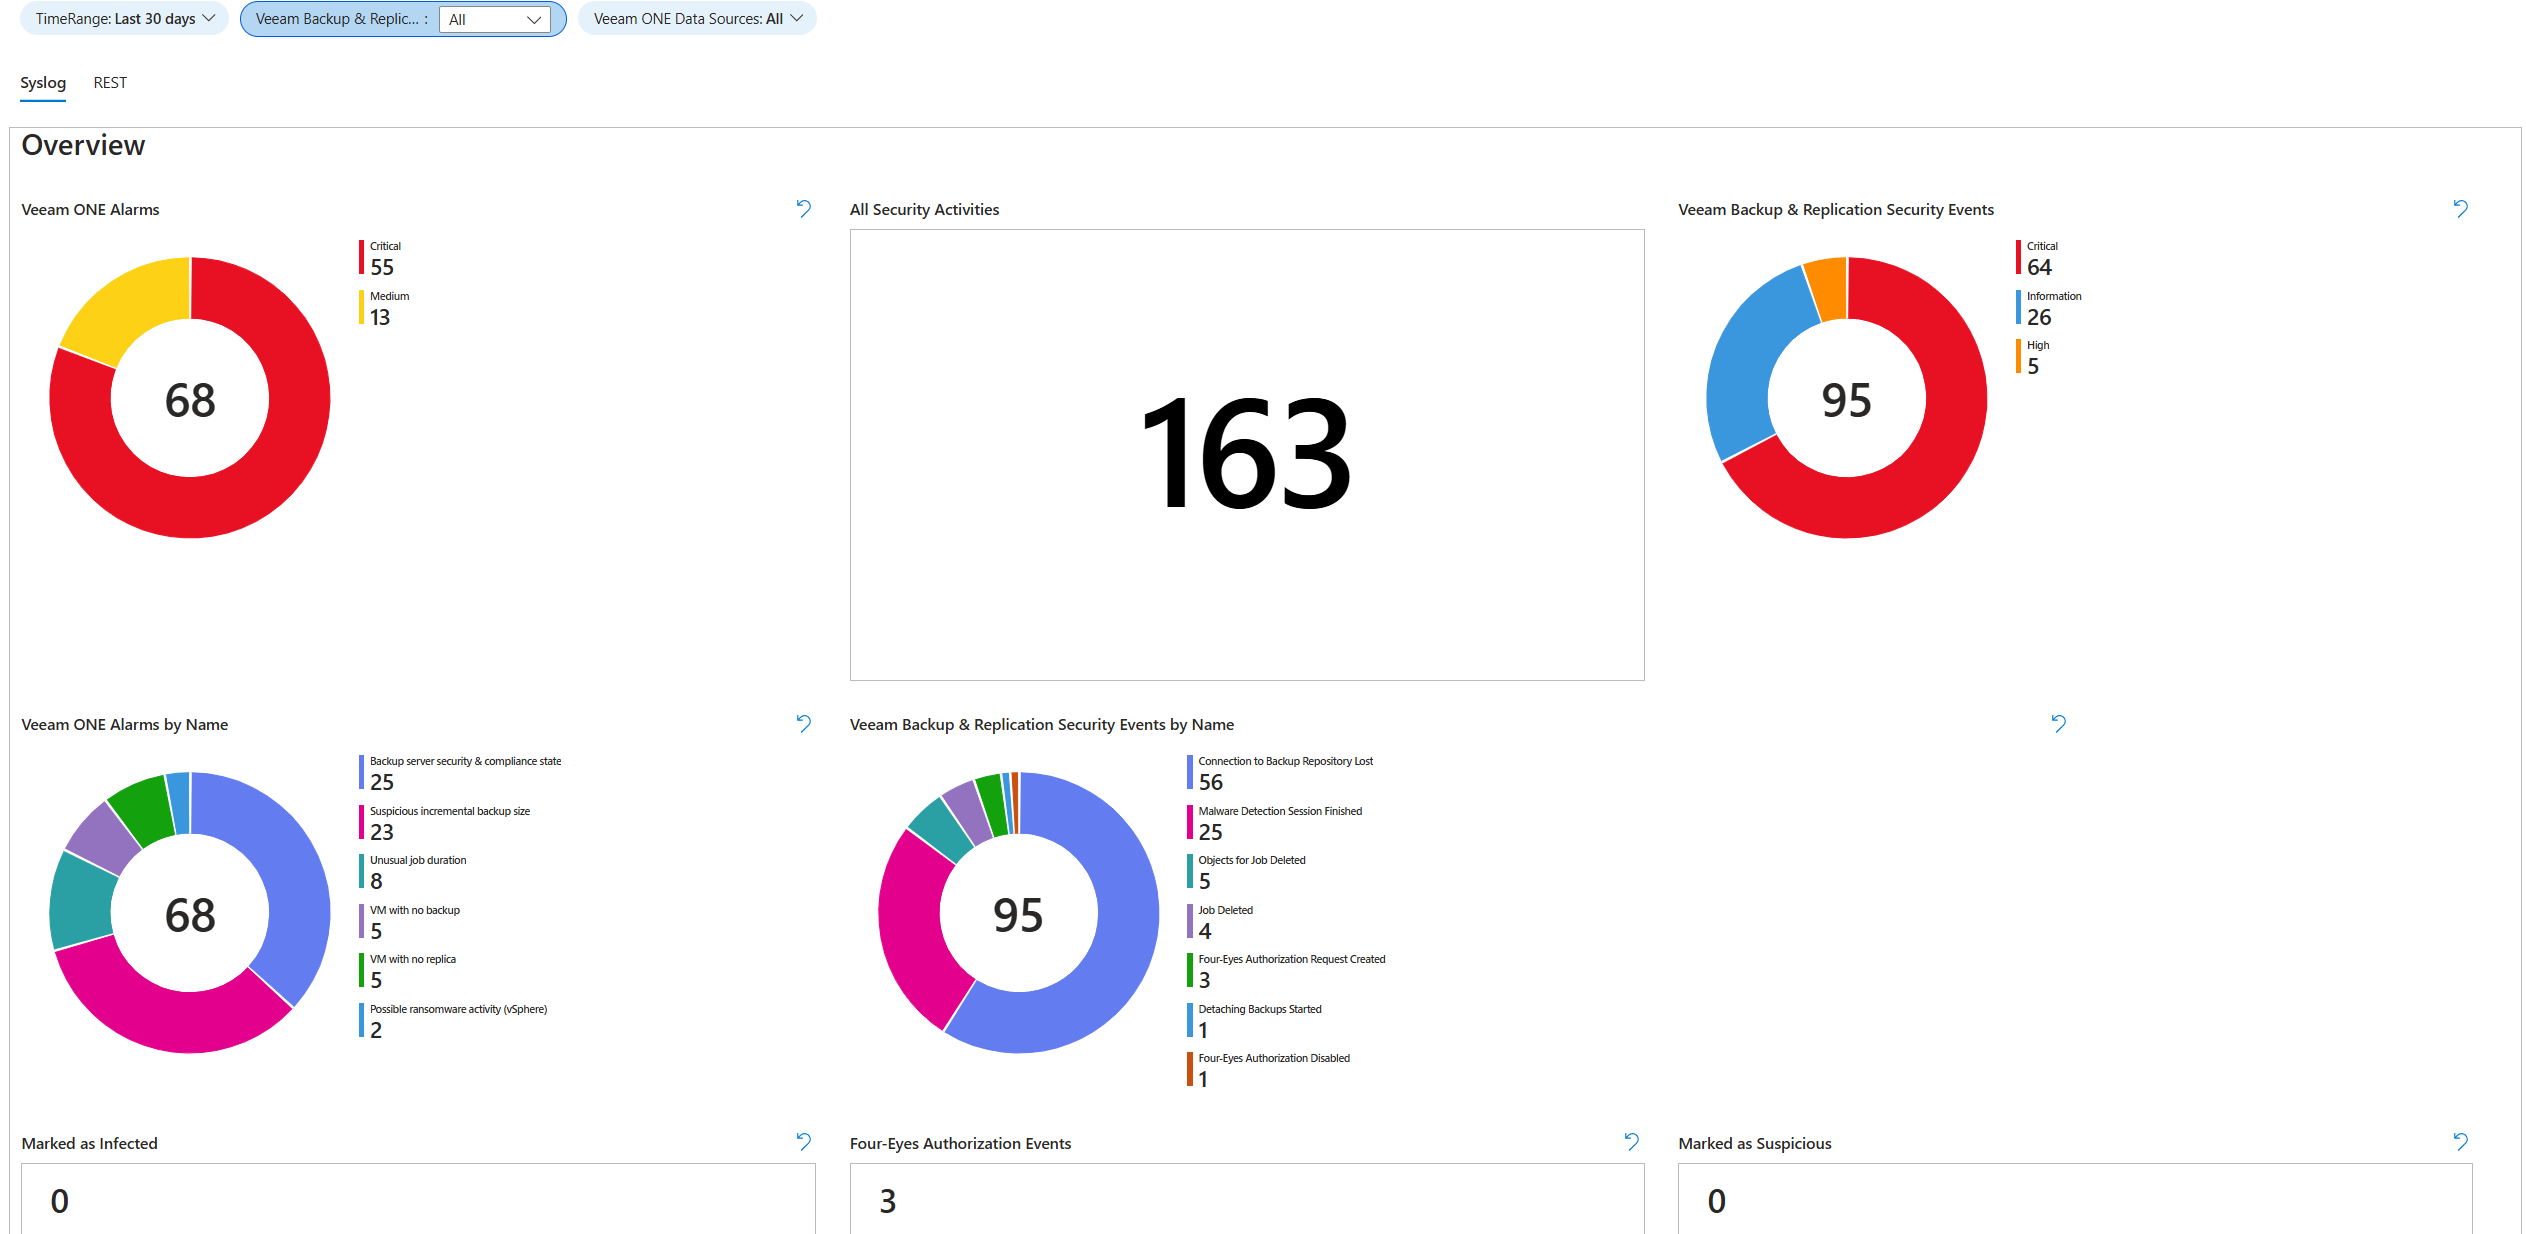 TimeRange: Last 30 days
Veeam Backup & Replic... : All
Veeam ONE Data Sources: All
Syslog
REST
Overview
Veeam ONE Alarms
68
Critical
55
Medium
13
All Security Activities
163
Veeam Backup & Replication Security Events
95
Critical
64
Information
26
High
5
Veeam ONE Alarms by Name
68
Backup server security & compliance state
25
Suspicious incremental backup size
23
Unusual job duration
8
VM with no backup
5
VM with no replica
5
Possible ransomware activity (vSphere)
2
Veeam Backup & Replication Security Events by Name
95
Connection to Backup Repository Lost
56
Malware Detection Session Finished
25
Objects for Job Deleted
5
Job Deleted
4
Four-Eyes Authorization Request Created
3
Detaching Backups Started
1
Four-Eyes Authorization Disabled
1
Marked as Infected
0
Four-Eyes Authorization Events
3
Marked as Suspicious
0